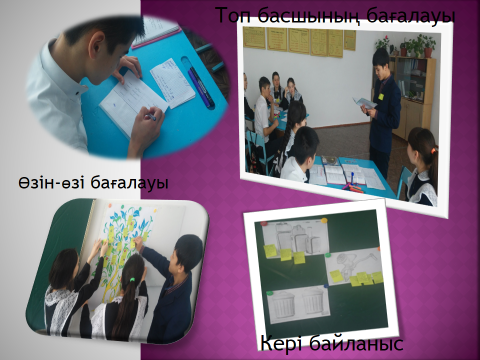 Топ басшының бағалауы
Өзін-өзі бағалауы
Кері байланыс